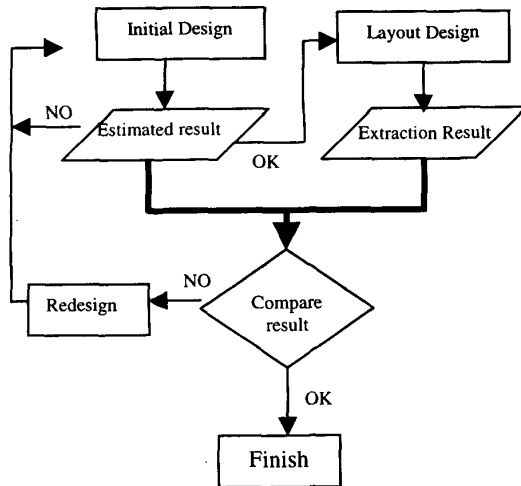 Initial Design
Layout Design
NO
Estimated result
Extraction Result
OK
NO
Redesign
Compare
result
OK
Finish